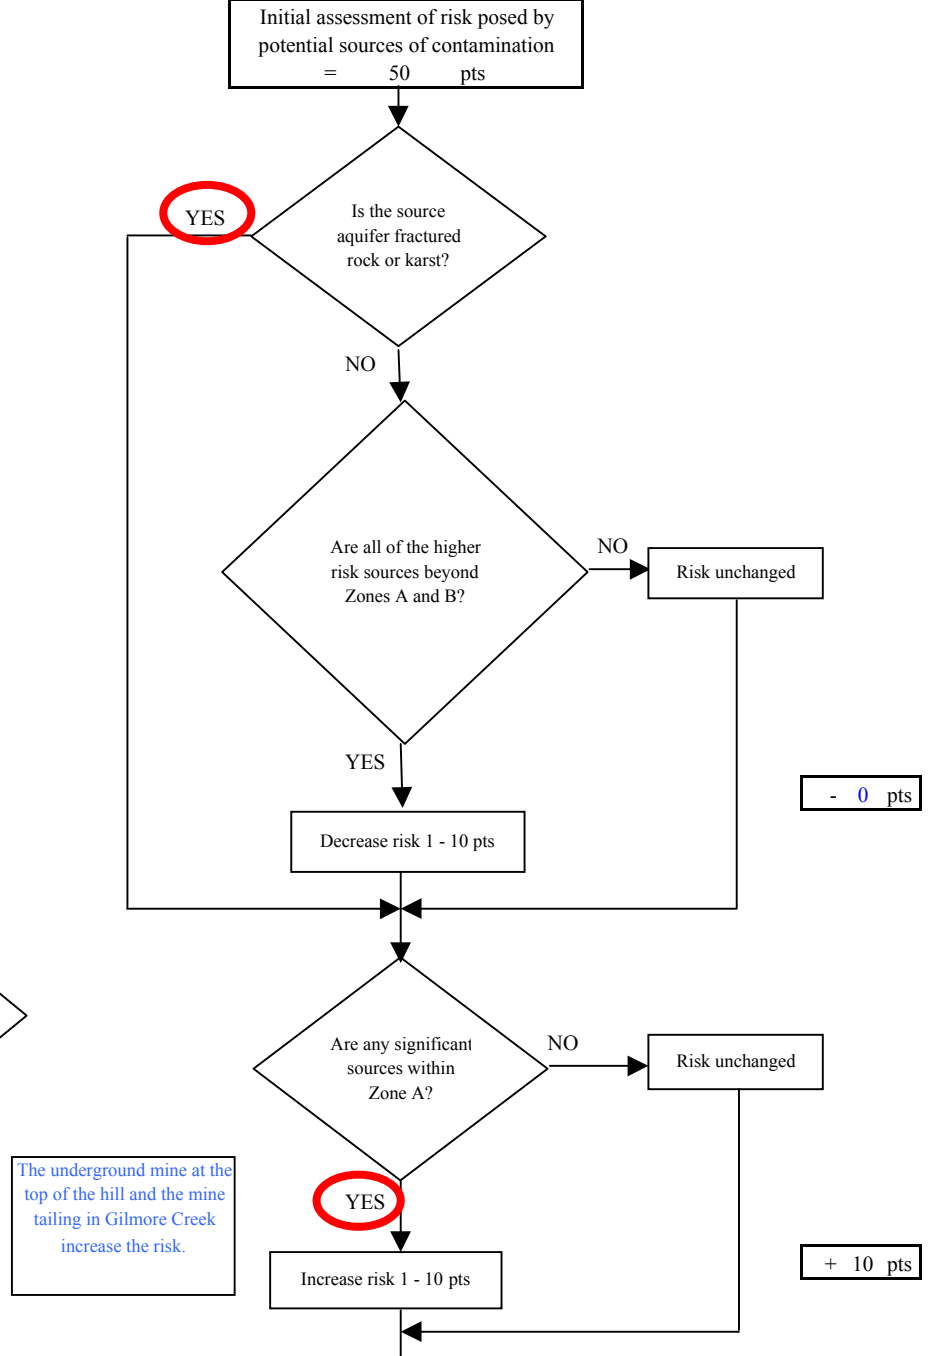 Initial assessment of risk posed by
potential sources of contamination
= 50 pts
YES
Is the source
aquifer fractured
rock or karst?
NO
Are all of the higher
risk sources beyond
Zones A and B?
NO
Risk unchanged
YES
- 0 pts
Decrease risk 1 - 10 pts
Are any significant
sources within
Zone A?
NO
Risk unchanged
The underground mine at the
top of the hill and the mine
tailing in Gilmore Creek
increase the risk.
YES
+ 10 pts
Increase risk 1 - 10 pts